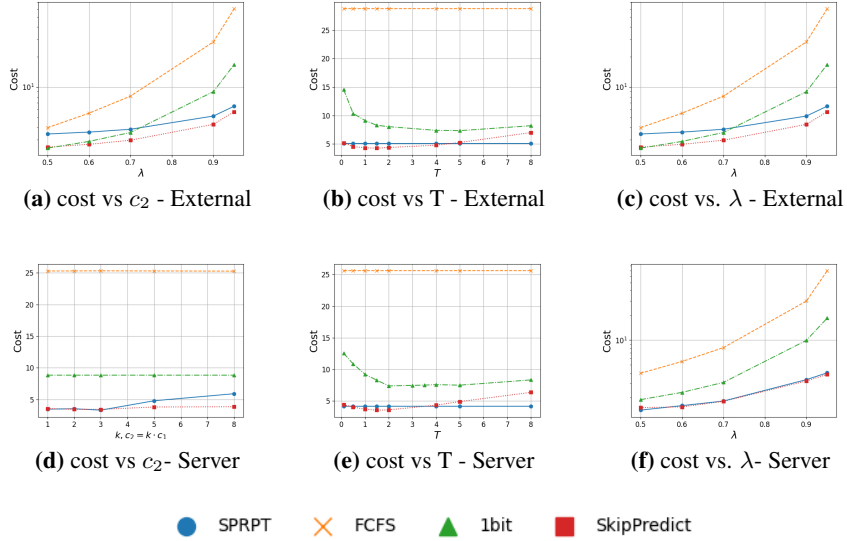 Cost
10¹
0.5 0.6 0.7 0.8 0.9
λ
(a) cost vs c₂ - External
Cost
25
20
15
10
5
0 1 2 3 4 5 6 7 8
T
(b) cost vs T - External
Cost
10¹
0.5 0.6 0.7 0.8 0.9
λ
(c) cost vs. λ - External
Cost
25
20
15
10
5
1 2 3 4 5 6 7 8
k, c₂ = k · c₁
(d) cost vs c₂- Server
Cost
25
20
15
10
5
0 1 2 3 4 5 6 7 8
T
(e) cost vs T - Server
Cost
10¹
0.5 0.6 0.7 0.8 0.9
λ
(f) cost vs. λ- Server
SPRPT FCFS 1bit SkipPredict